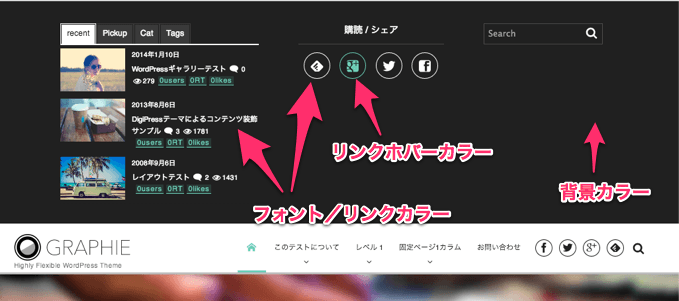 recent Pickup Cat Tags
2014年1月10日
WordPressギャラリーテスト 0
279 0users 0RT 0likes
2013年8月6日
DigiPressテーマによるコンテンツ装飾
サンプル 3 1781
0users 0RT 0likes
2008年9月6日
レイアウトテスト 2 1431
0users 0RT 0likes
購読 / シェア
Search
リンクホバーカラー
背景カラー
フォント／リンクカラー
GRAPHIE
Highly Flexible WordPress Theme
このテストについて レベル 1 固定ページ1カラム お問い合わせ